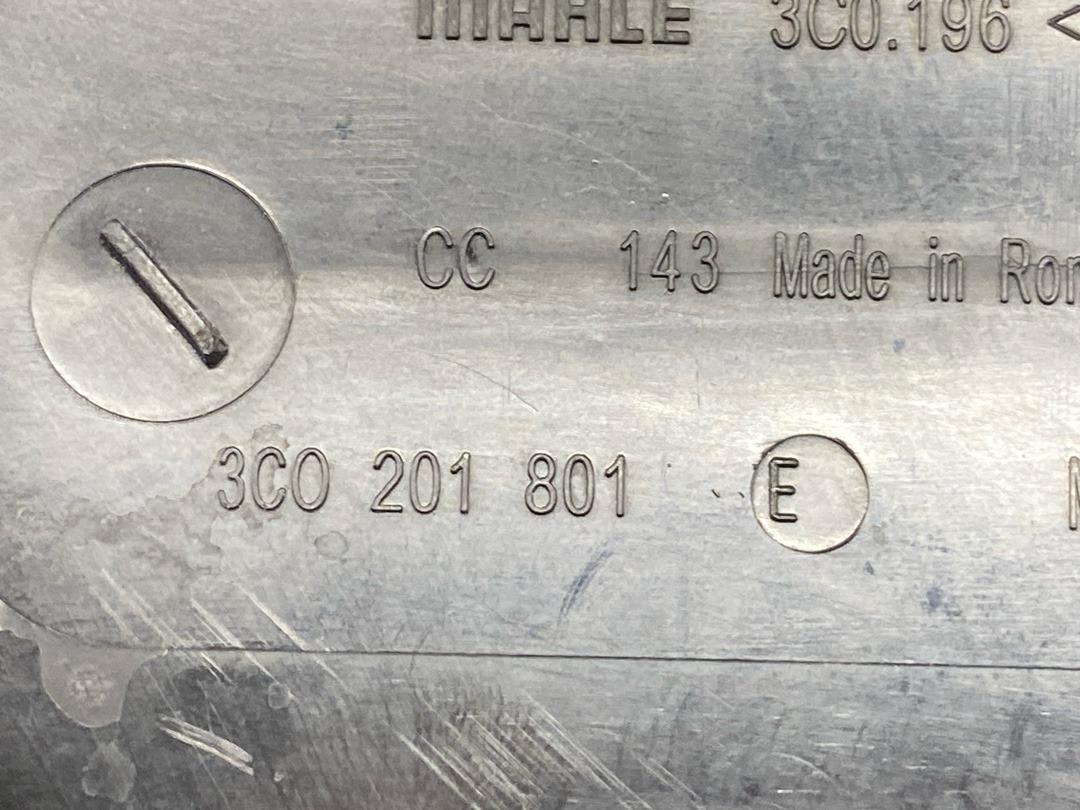 MAHLE 3C0.196 <
CC 143 Made in
3C0 201 801 E